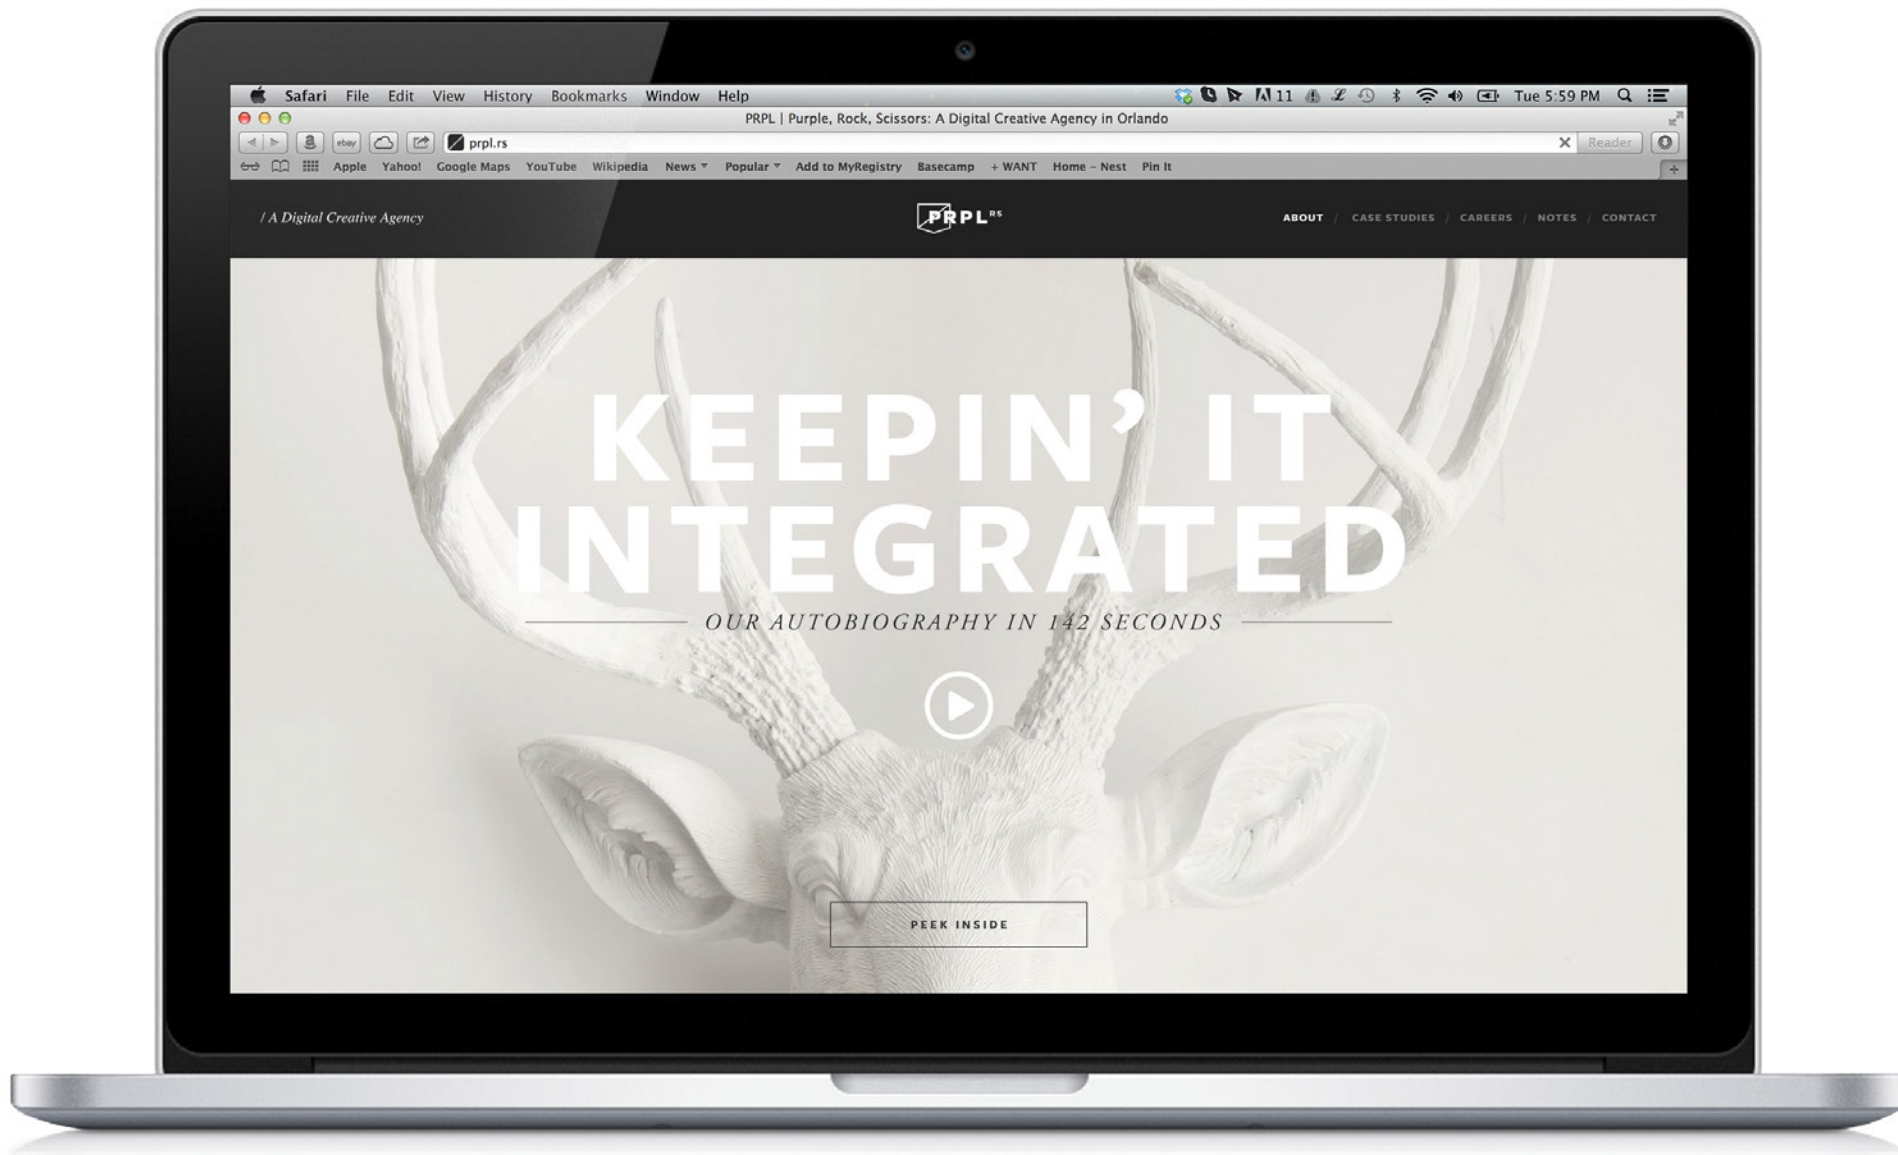 Safari File Edit View History Bookmarks Window Help 11 Tue 5:59 PM
PRPL | Purple, Rock, Scissors: A Digital Creative Agency in Orlando
ebay prpl.rs Reader
Apple Yahoo! Google Maps YouTube Wikipedia News Popular Add to MyRegistry Basecamp + WANT Home – Nest Pin It
/ A Digital Creative Agency PRPL RS ABOUT / CASE STUDIES / CAREERS / NOTES / CONTACT
KEEPIN’ IT
INTEGRATED
OUR AUTOBIOGRAPHY IN 142 SECONDS
PEEK INSIDE